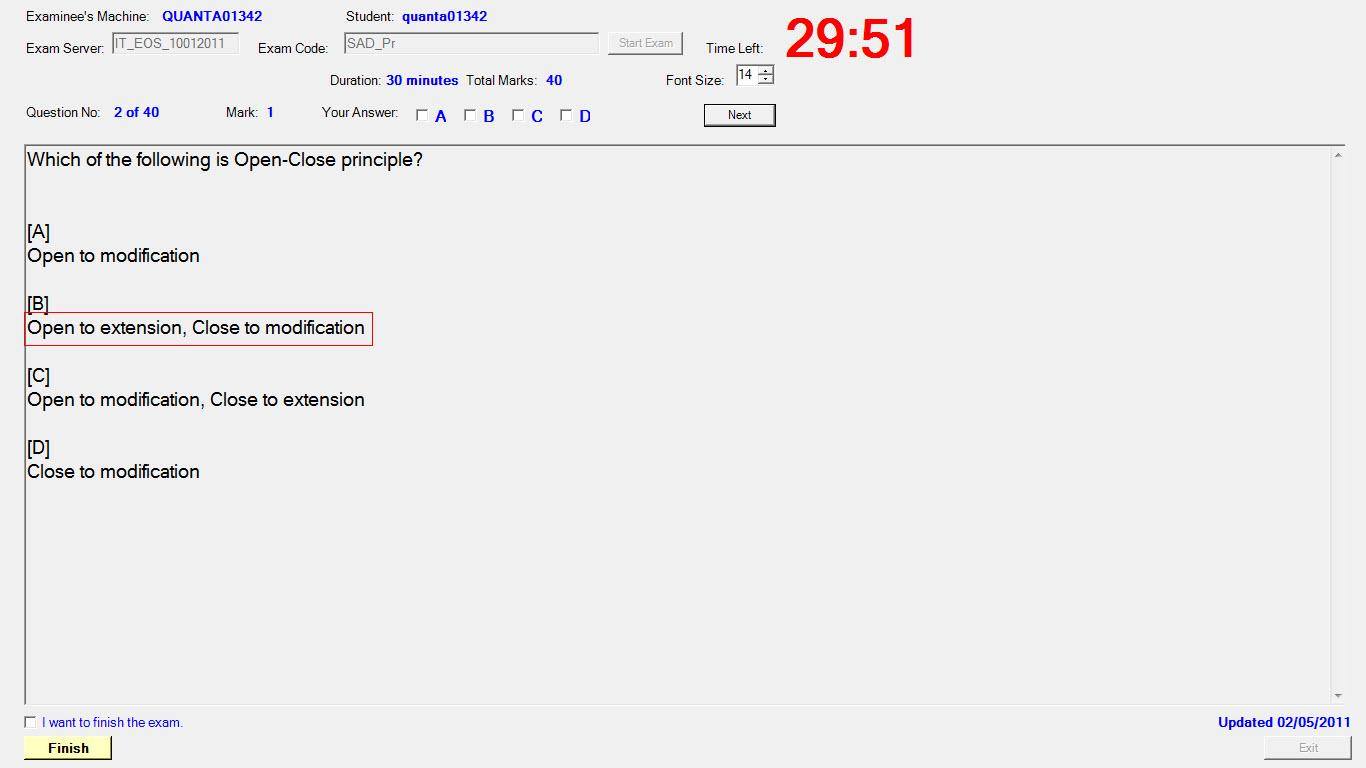 Examinee's Machine: QUANTA01342 Student: quanta01342
Exam Server: IT_EOS_10012011 Exam Code: SAD_Pr Start Exam Time Left: 29:51
Duration: 30 minutes Total Marks: 40 Font Size: 14
Question No: 2 of 40 Mark: 1 Your Answer: A B C D Next
Which of the following is Open-Close principle?
[A]
Open to modification
[B]
Open to extension, Close to modification
[C]
Open to modification, Close to extension
[D]
Close to modification
I want to finish the exam. Updated 02/05/2011
Finish Exit